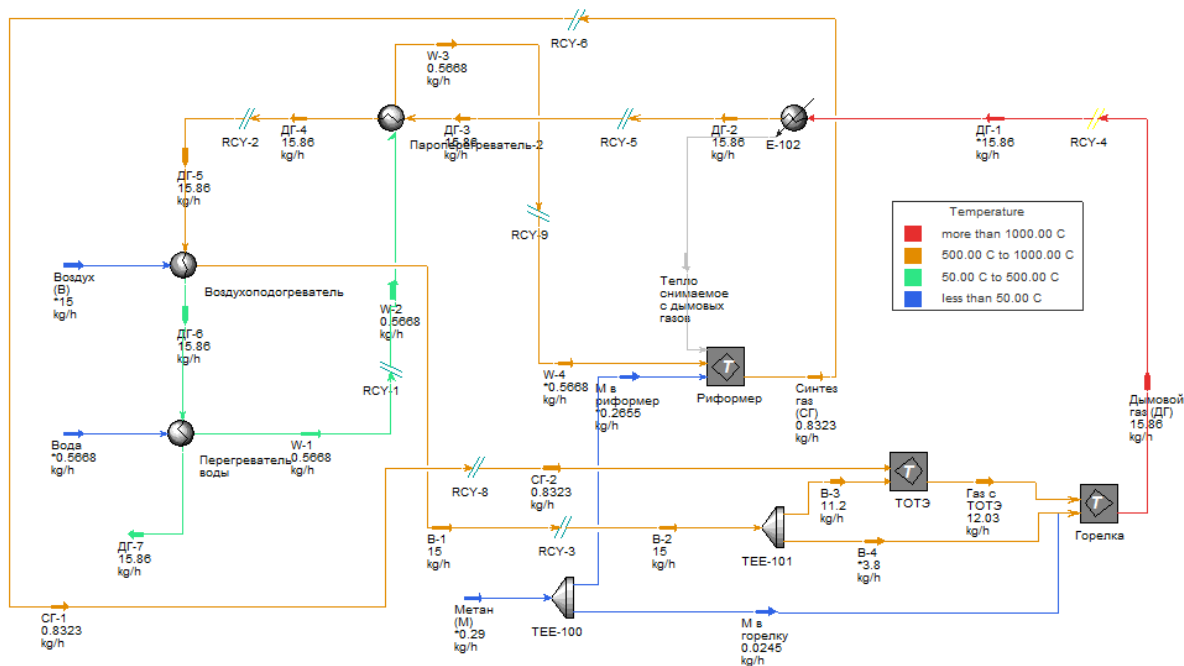 RCY-6
W-3
0.5668
kg/h
RCY-2
ДГ-4
15.86
kg/h
Пароперегреватель-2
ДГ-3
15.86
kg/h
RCY-5
ДГ-2
15.86
kg/h
E-102
ДГ-1
*15.86
kg/h
RCY-4
ДГ-5
15.86
kg/h
RCY-9
Temperature
more than 1000.00 C
500.00 C to 1000.00 C
50.00 C to 500.00 C
less than 50.00 C
Воздух
(В)
*15
kg/h
Воздухоподогреватель
Тепло
снимаемое
с дымовых
газов
W-2
0.5668
kg/h
ДГ-6
15.86
kg/h
RCY-1
W-4
*0.5668
kg/h
М в
риформер
*0.2655
kg/h
Риформер
Синтез
газ
(СГ)
0.8323
kg/h
Дымовой
газ (ДГ)
15.86
kg/h
Вода
*0.5668
kg/h
Перегреватель
воды
W-1
0.5668
kg/h
RCY-8
СГ-2
0.8323
kg/h
В-3
11.2
kg/h
ТОТЭ
Газ с
ТОТЭ
12.03
kg/h
Горелка
ДГ-7
15.86
kg/h
В-1
15
kg/h
RCY-3
В-2
15
kg/h
TEE-101
В-4
*3.8
kg/h
СГ-1
0.8323
kg/h
Метан
(М)
*0.29
kg/h
TEE-100
М в
горелку
0.0245
kg/h
T
T
T